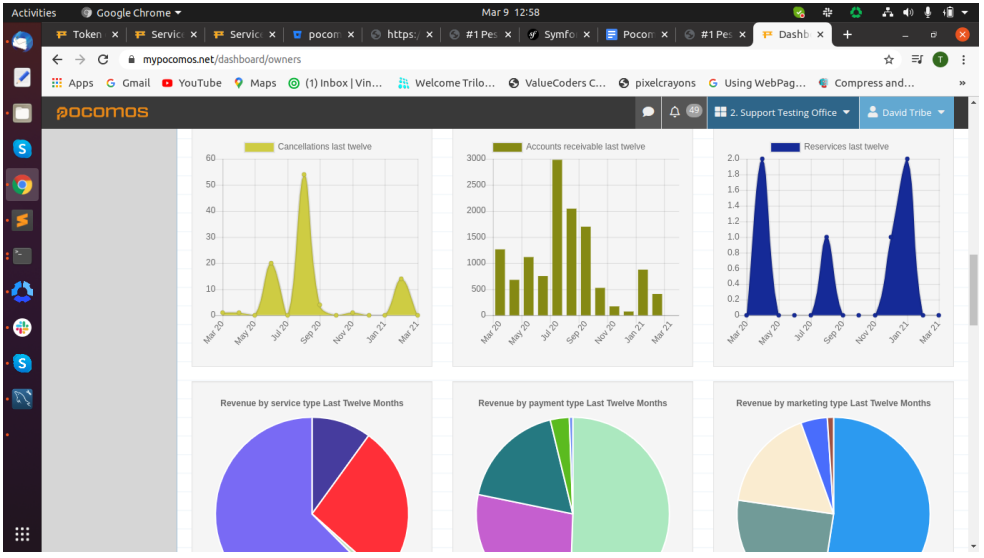 Activities Google Chrome Mar 9 12:58
Token Service Service pocom https:/ #1 Pes Symfo Pocom #1 Pes Dashb
mypocomos.net/dashboard/owners T
Apps Gmail YouTube Maps (1) Inbox | Vin... Welcome Trilo... ValueCoders C... pixelcrayons Using WebPag... Compress and... »
pocomos 49 2. Support Testing Office David Tribe
Cancellations last twelve
60
50
40
30
20
10
0
Mar 20 May 20 Jul 20 Sep 20 Nov 20 Jan 21 Mar 21
Accounts receivable last twelve
3000
2500
2000
1500
1000
500
0
Mar 20 May 20 Jul 20 Sep 20 Nov 20 Jan 21 Mar 21
Reservices last twelve
2.0
1.8
1.6
1.4
1.2
1.0
0.8
0.6
0.4
0.2
0
Mar 20 May 20 Jul 20 Sep 20 Nov 20 Jan 21 Mar 21
Revenue by service type Last Twelve Months
Revenue by payment type Last Twelve Months
Revenue by marketing type Last Twelve Months